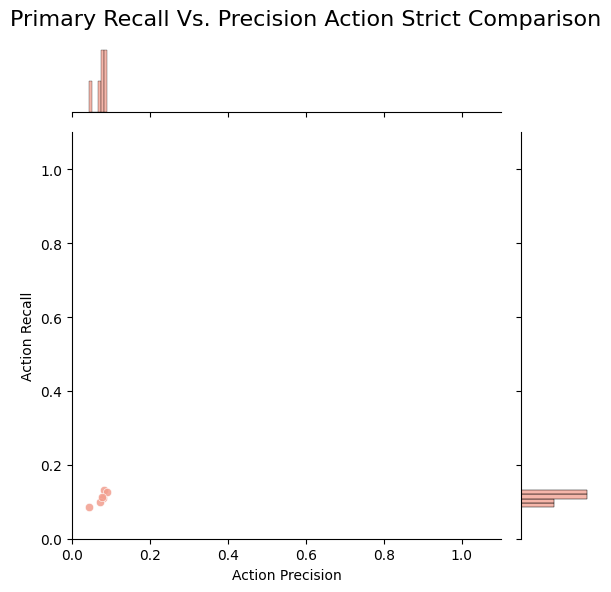 Primary Recall Vs. Precision Action Strict Comparison
1.0
0.8
0.6
0.4
0.2
0.0
Action Recall
0.0 0.2 0.4 0.6 0.8 1.0
Action Precision